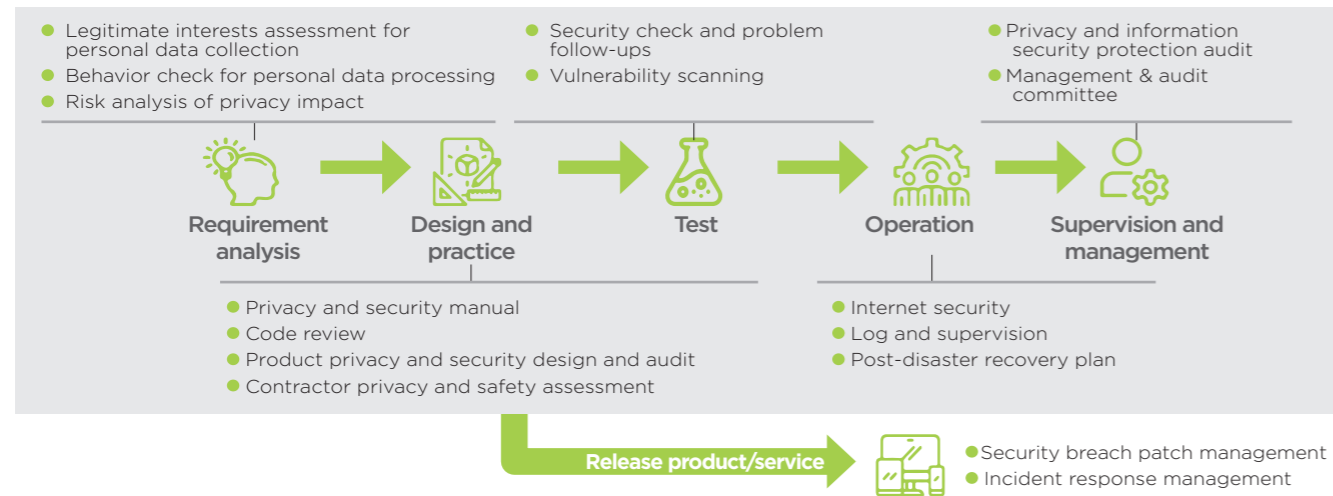 ● Legitimate interests assessment for
personal data collection
● Behavior check for personal data processing
● Risk analysis of privacy impact
● Security check and problem
follow-ups
● Vulnerability scanning
● Privacy and information
security protection audit
● Management & audit
committee
Requirement
analysis
Design and
practice
Test
Operation
Supervision and
management
● Privacy and security manual
● Code review
● Product privacy and security design and audit
● Contractor privacy and safety assessment
● Internet security
● Log and supervision
● Post-disaster recovery plan
Release product/service
● Security breach patch management
● Incident response management